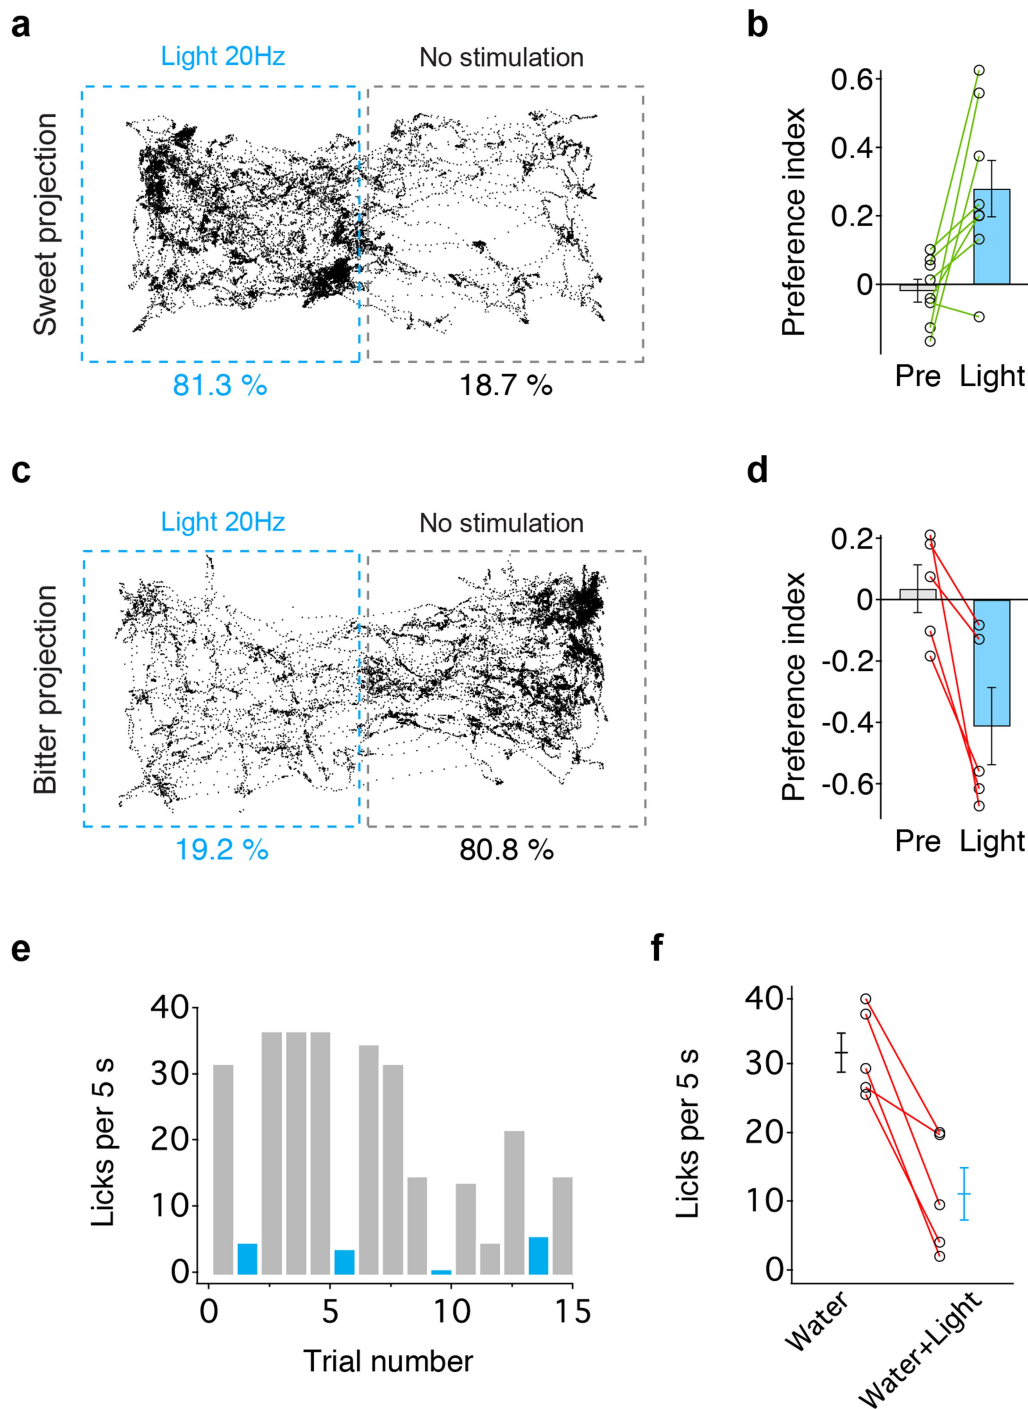 a
Light 20Hz
No stimulation
Sweet projection
81.3 %
18.7 %
b
Preference index
0.6
0.4
0.2
0
Pre
Light
c
Light 20Hz
No stimulation
Bitter projection
19.2 %
80.8 %
d
Preference index
0.2
0
-0.2
-0.4
-0.6
Pre
Light
e
Licks per 5 s
40
30
20
10
0
0
5
10
15
Trial number
f
Licks per 5 s
40
30
20
10
0
Water
Water+Light